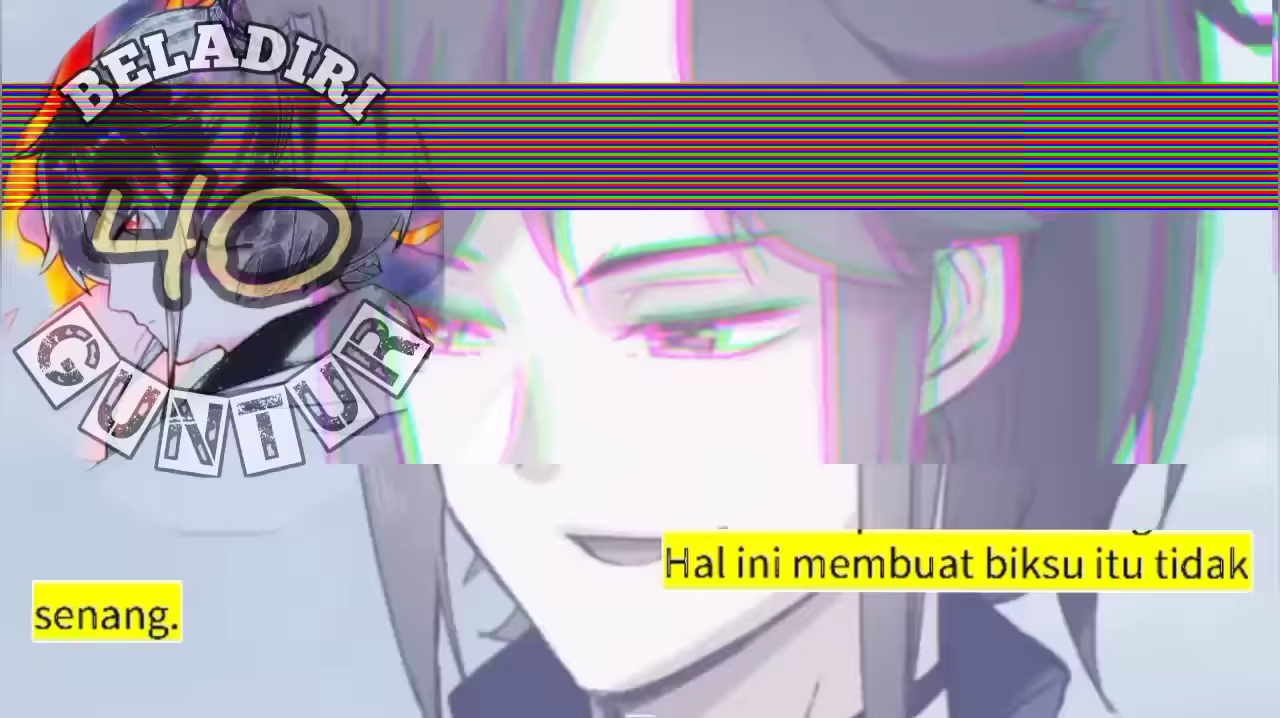 BELADIRI
40
GUNTUR
Hal ini membuat biksu itu tidak
senang.